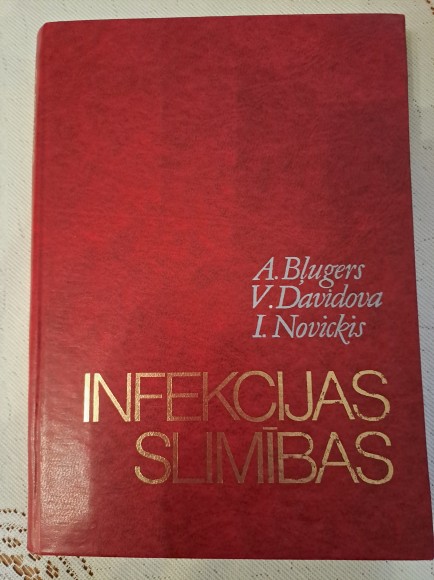 A. Bļugers
V. Davidova
I. Novickis
INFEKCIJAS
SLIMĪBAS